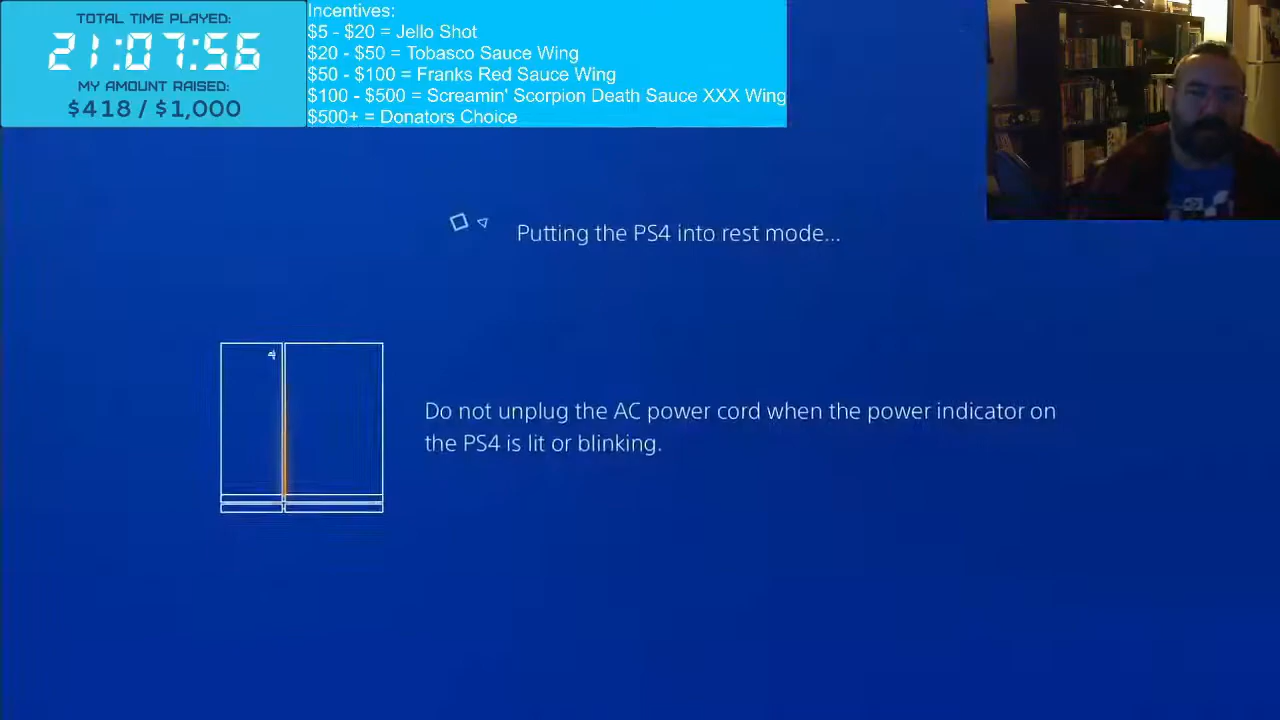 TOTAL TIME PLAYED:
21:07:56
MY AMOUNT RAISED:
$418 / $1,000
Incentives:
$5 - $20 = Jello Shot
$20 - $50 = Tobasco Sauce Wing
$50 - $100 = Franks Red Sauce Wing
$100 - $500 = Screamin' Scorpion Death Sauce XXX Wing
$500+ = Donators Choice
Putting the PS4 into rest mode...
Do not unplug the AC power cord when the power indicator on
the PS4 is lit or blinking.